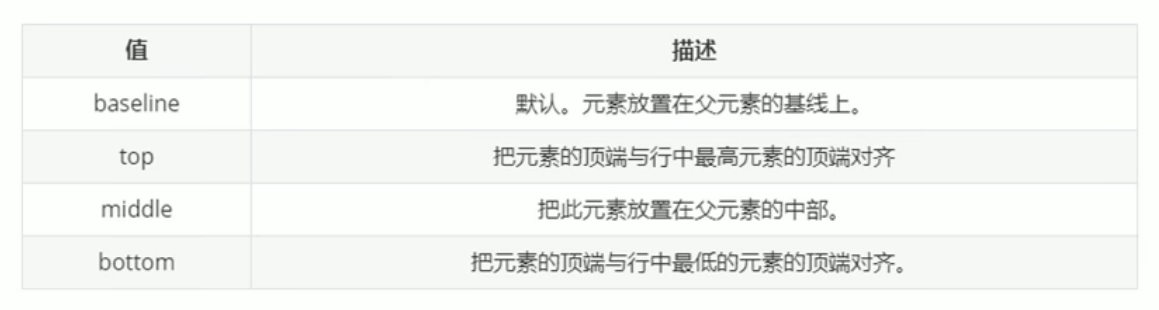 值 描述
baseline 默认。元素放置在父元素的基线上。
top 把元素的顶端与行中最高元素的顶端对齐
middle 把此元素放置在父元素的中部。
bottom 把元素的顶端与行中最低的元素的顶端对齐。